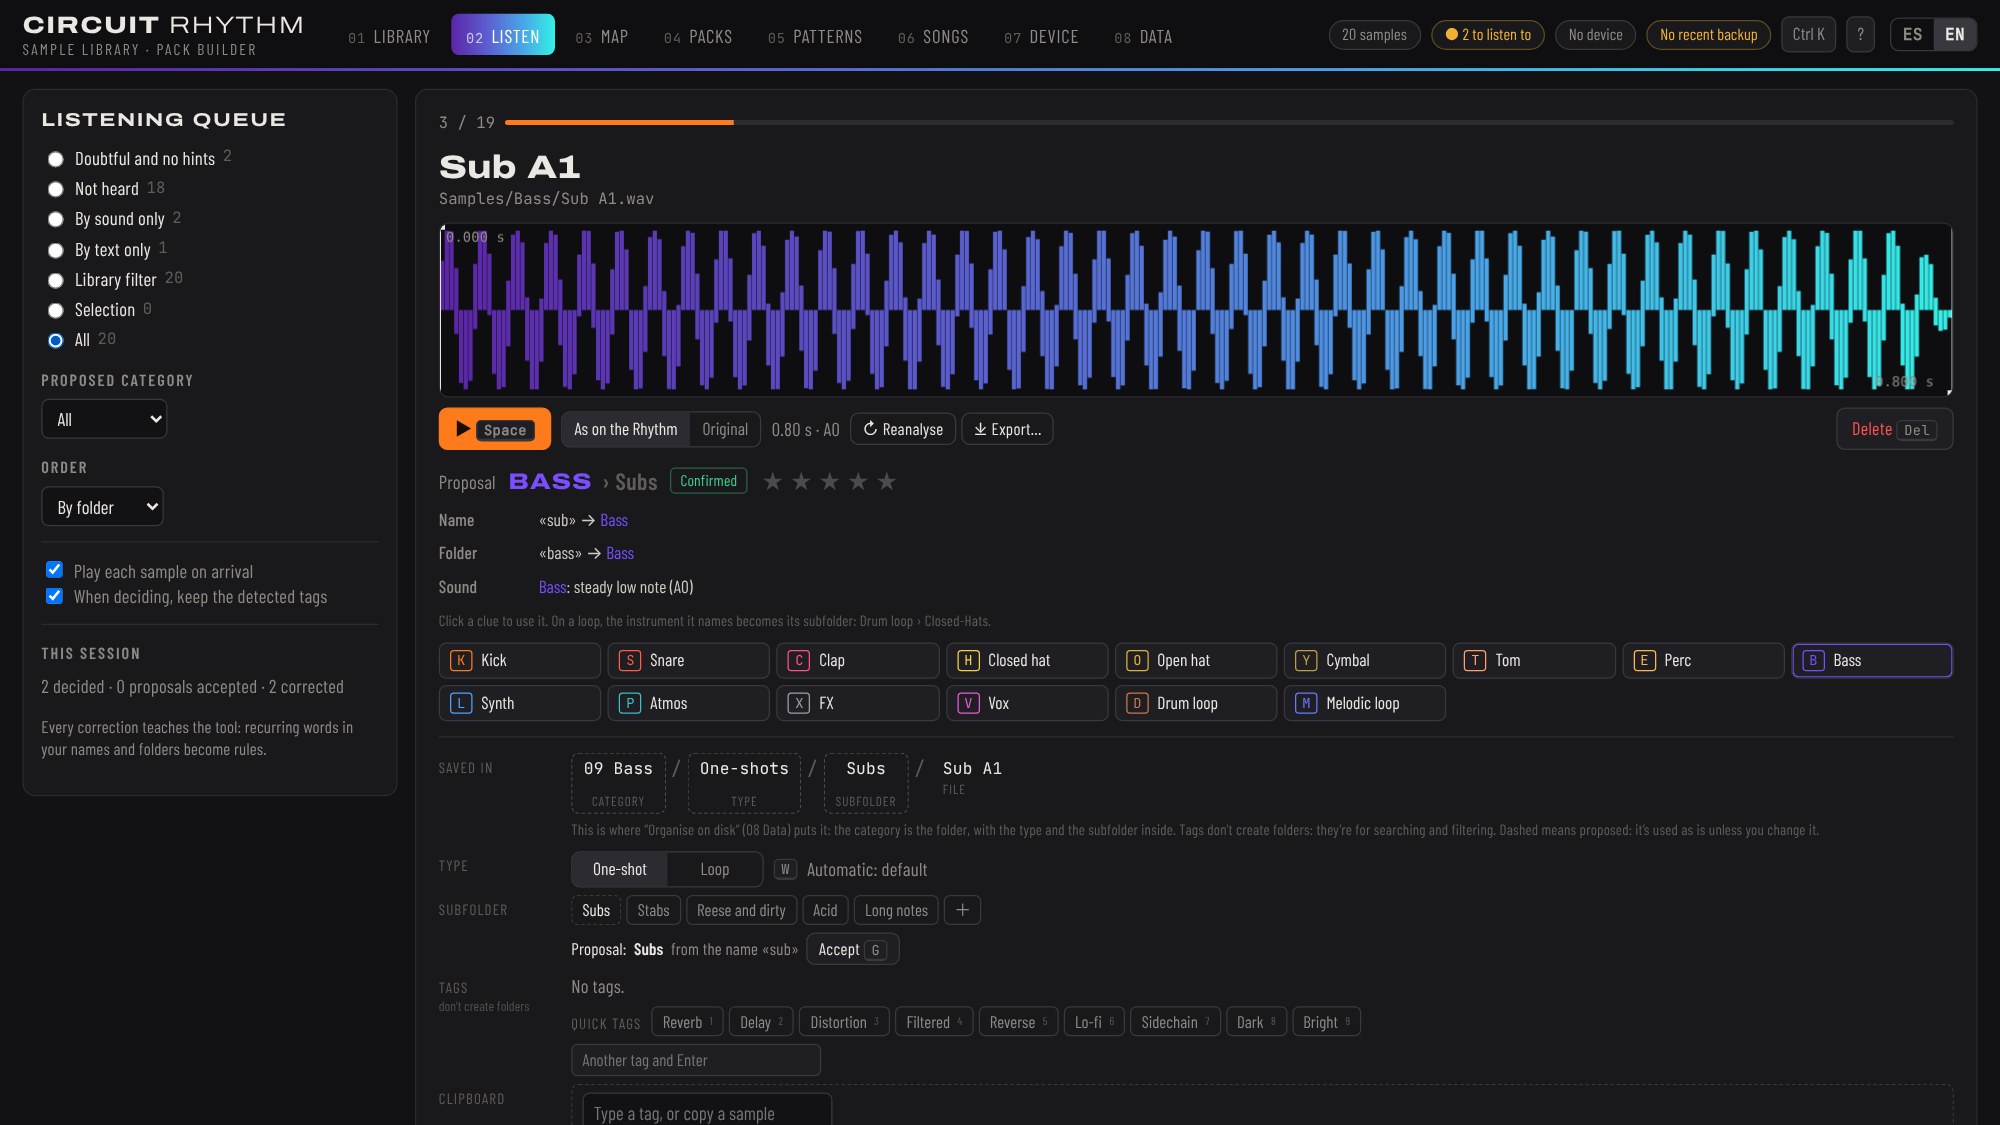 CIRCUIT RHYTHM
SAMPLE LIBRARY · PACK BUILDER
01 LIBRARY
02 LISTEN
03 MAP
04 PACKS
05 PATTERNS
06 SONGS
07 DEVICE
08 DATA
20 samples
2 to listen to
No device
No recent backup
Ctrl K
?
ES
EN
LISTENING QUEUE
Doubtful and no hints 2
Not heard 18
By sound only 2
By text only 1
Library filter 20
Selection 0
All 20
PROPOSED CATEGORY
All
ORDER
By folder
Play each sample on arrival
When deciding, keep the detected tags
THIS SESSION
2 decided · 0 proposals accepted · 2 corrected
Every correction teaches the tool: recurring words in
your names and folders become rules.
3 / 19
Sub A1
Samples/Bass/Sub A1.wav
0.000 s
0.800 s
Space
As on the Rhythm
Original
0.80 s · A0
Reanalyse
Export...
Delete Del
Proposal BASS › Subs Confirmed ★ ★ ★ ★ ★
Name «sub» → Bass
Folder «bass» → Bass
Sound Bass: steady low note (A0)
Click a clue to use it. On a loop, the instrument it names becomes its subfolder: Drum loop › Closed-Hats.
K Kick
S Snare
C Clap
H Closed hat
O Open hat
Y Cymbal
T Tom
E Perc
B Bass
L Synth
P Atmos
X FX
V Vox
D Drum loop
M Melodic loop
SAVED IN
09 Bass / One-shots / Subs / Sub A1
CATEGORY TYPE SUBFOLDER FILE
This is where "Organise on disk" (08 Data) puts it: the category is the folder, with the type and the subfolder inside. Tags don't create folders: they're for searching and filtering. Dashed means proposed: it's used as is unless you change it.
TYPE
One-shot
Loop
W Automatic: default
SUBFOLDER
Subs
Stabs
Reese and dirty
Acid
Long notes
+
Proposal: Subs from the name «sub» Accept G
TAGS
don't create folders
No tags.
QUICK TAGS
Reverb 1
Delay 2
Distortion 3
Filtered 4
Reverse 5
Lo-fi 6
Sidechain 7
Dark 8
Bright 9
Another tag and Enter
CLIPBOARD
Type a tag, or copy a sample